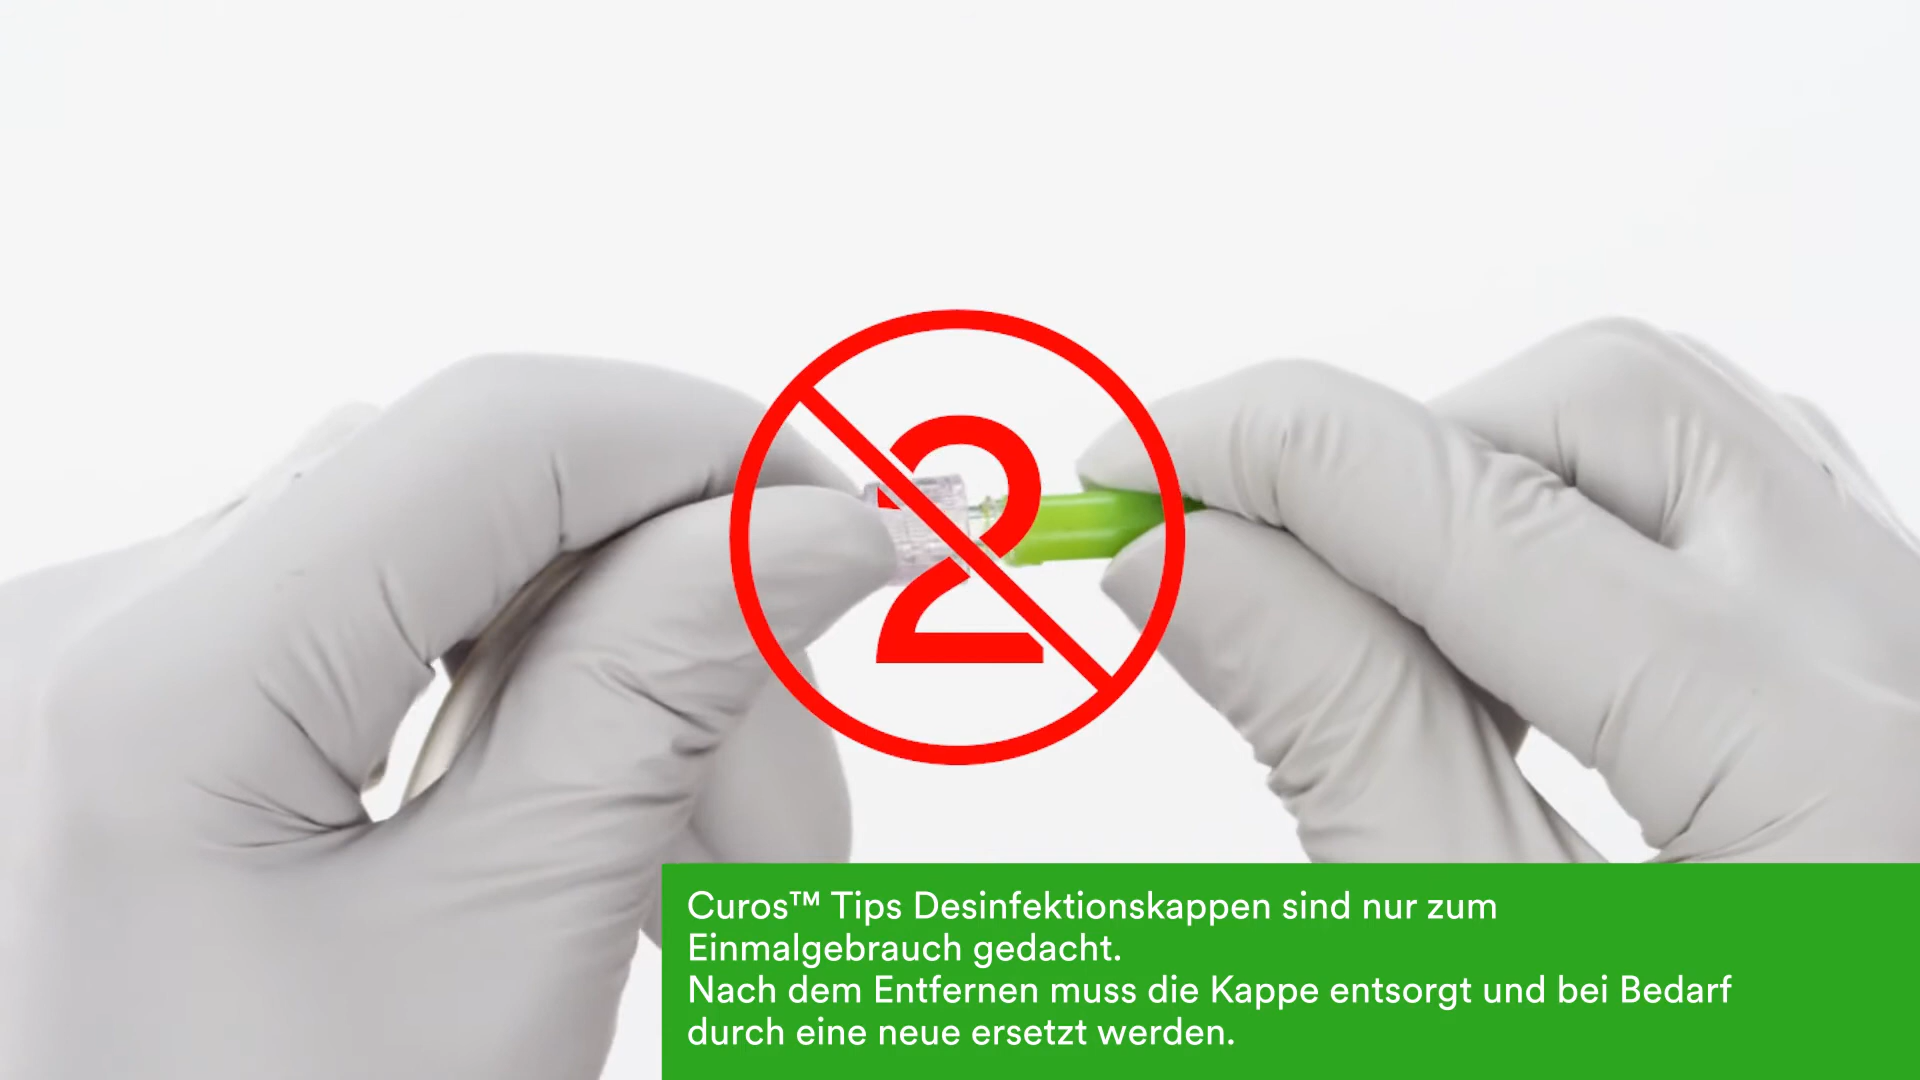 2
Curos™ Tips Desinfektionskappen sind nur zum
Einmalgebrauch gedacht.
Nach dem Entfernen muss die Kappe entsorgt und bei Bedarf
durch eine neue ersetzt werden.